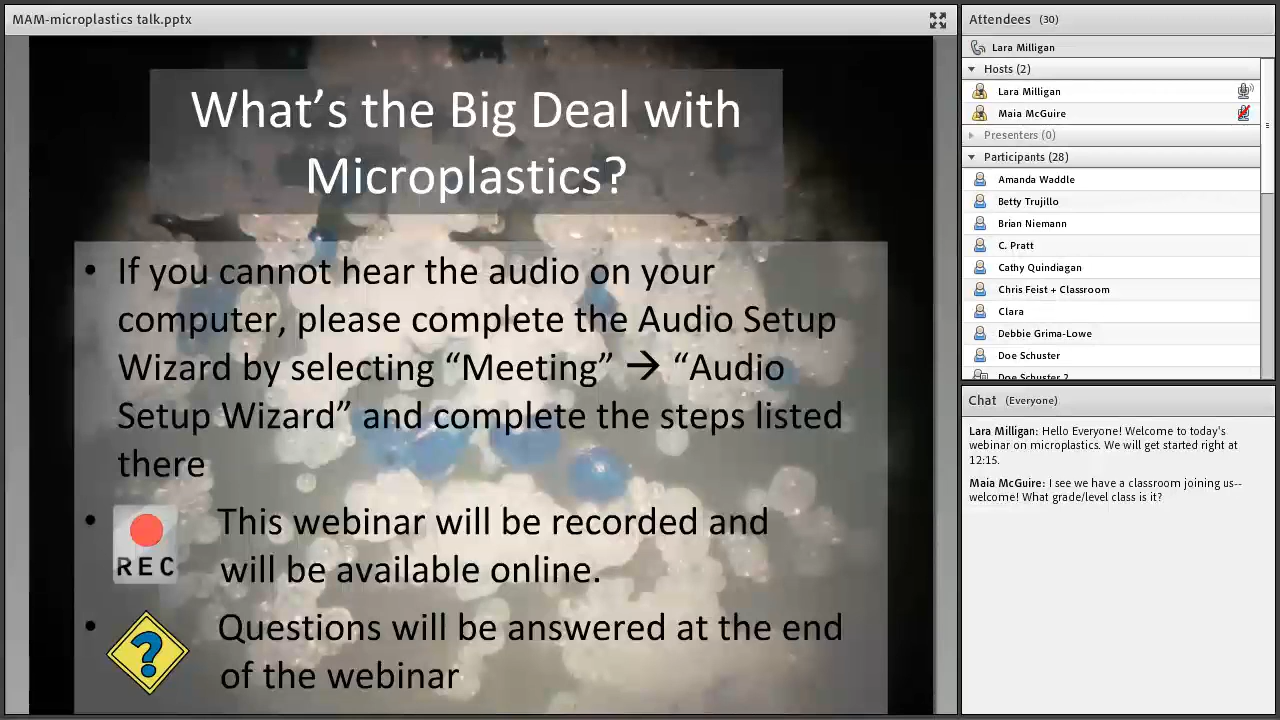 MAM-microplastics talk.pptx
What's the Big Deal with
Microplastics?
• If you cannot hear the audio on your
computer, please complete the Audio Setup
Wizard by selecting “Meeting” → “Audio
Setup Wizard” and complete the steps listed
there
• REC This webinar will be recorded and
will be available online.
• ? Questions will be answered at the end
of the webinar
Attendees (30)
Lara Milligan
Hosts (2)
Lara Milligan
Maia McGuire
Presenters (0)
Participants (28)
Amanda Waddle
Betty Trujillo
Brian Niemann
C. Pratt
Cathy Quindiagan
Chris Feist + Classroom
Clara
Debbie Grima-Lowe
Doe Schuster
Doe Schuster 2
Chat (Everyone)
Lara Milligan: Hello Everyone! Welcome to today's
webinar on microplastics. We will get started right at
12:15.
Maia McGuire: I see we have a classroom joining us--
welcome! What grade/level class is it?